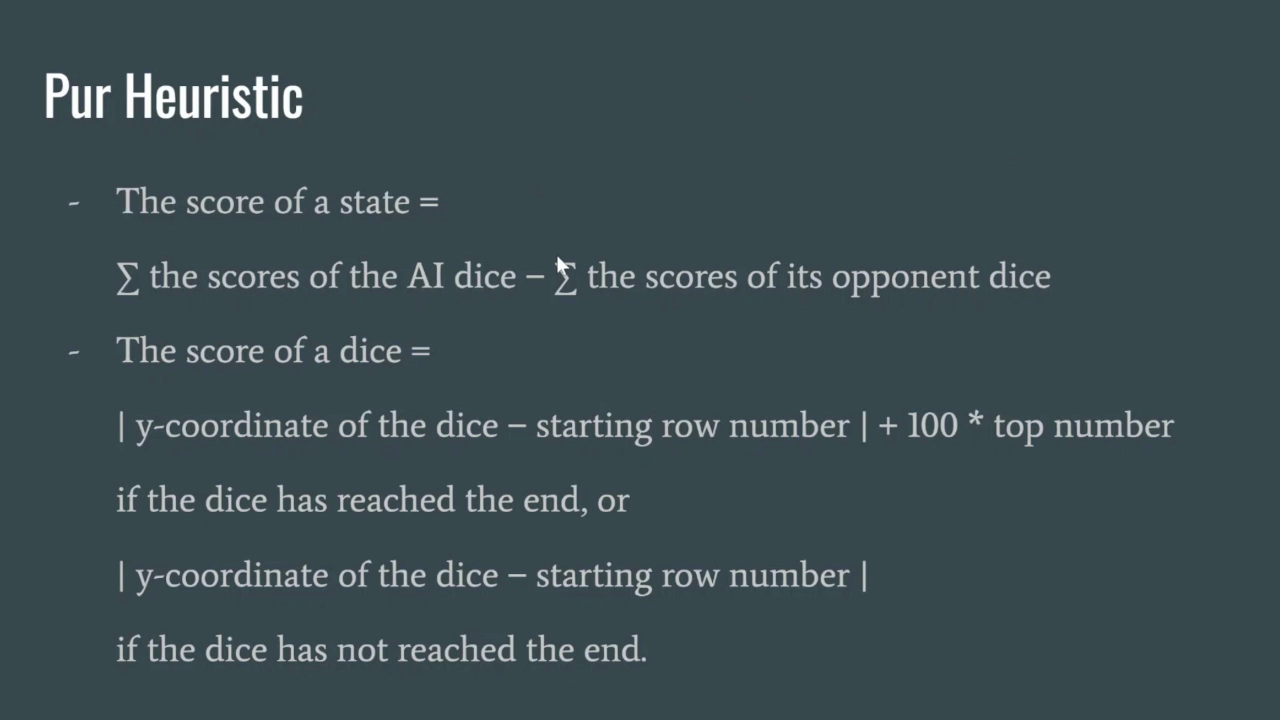 Pur Heuristic
- The score of a state =
∑ the scores of the AI dice – ∑ the scores of its opponent dice
- The score of a dice =
| y-coordinate of the dice – starting row number | + 100 * top number
if the dice has reached the end, or
| y-coordinate of the dice – starting row number |
if the dice has not reached the end.